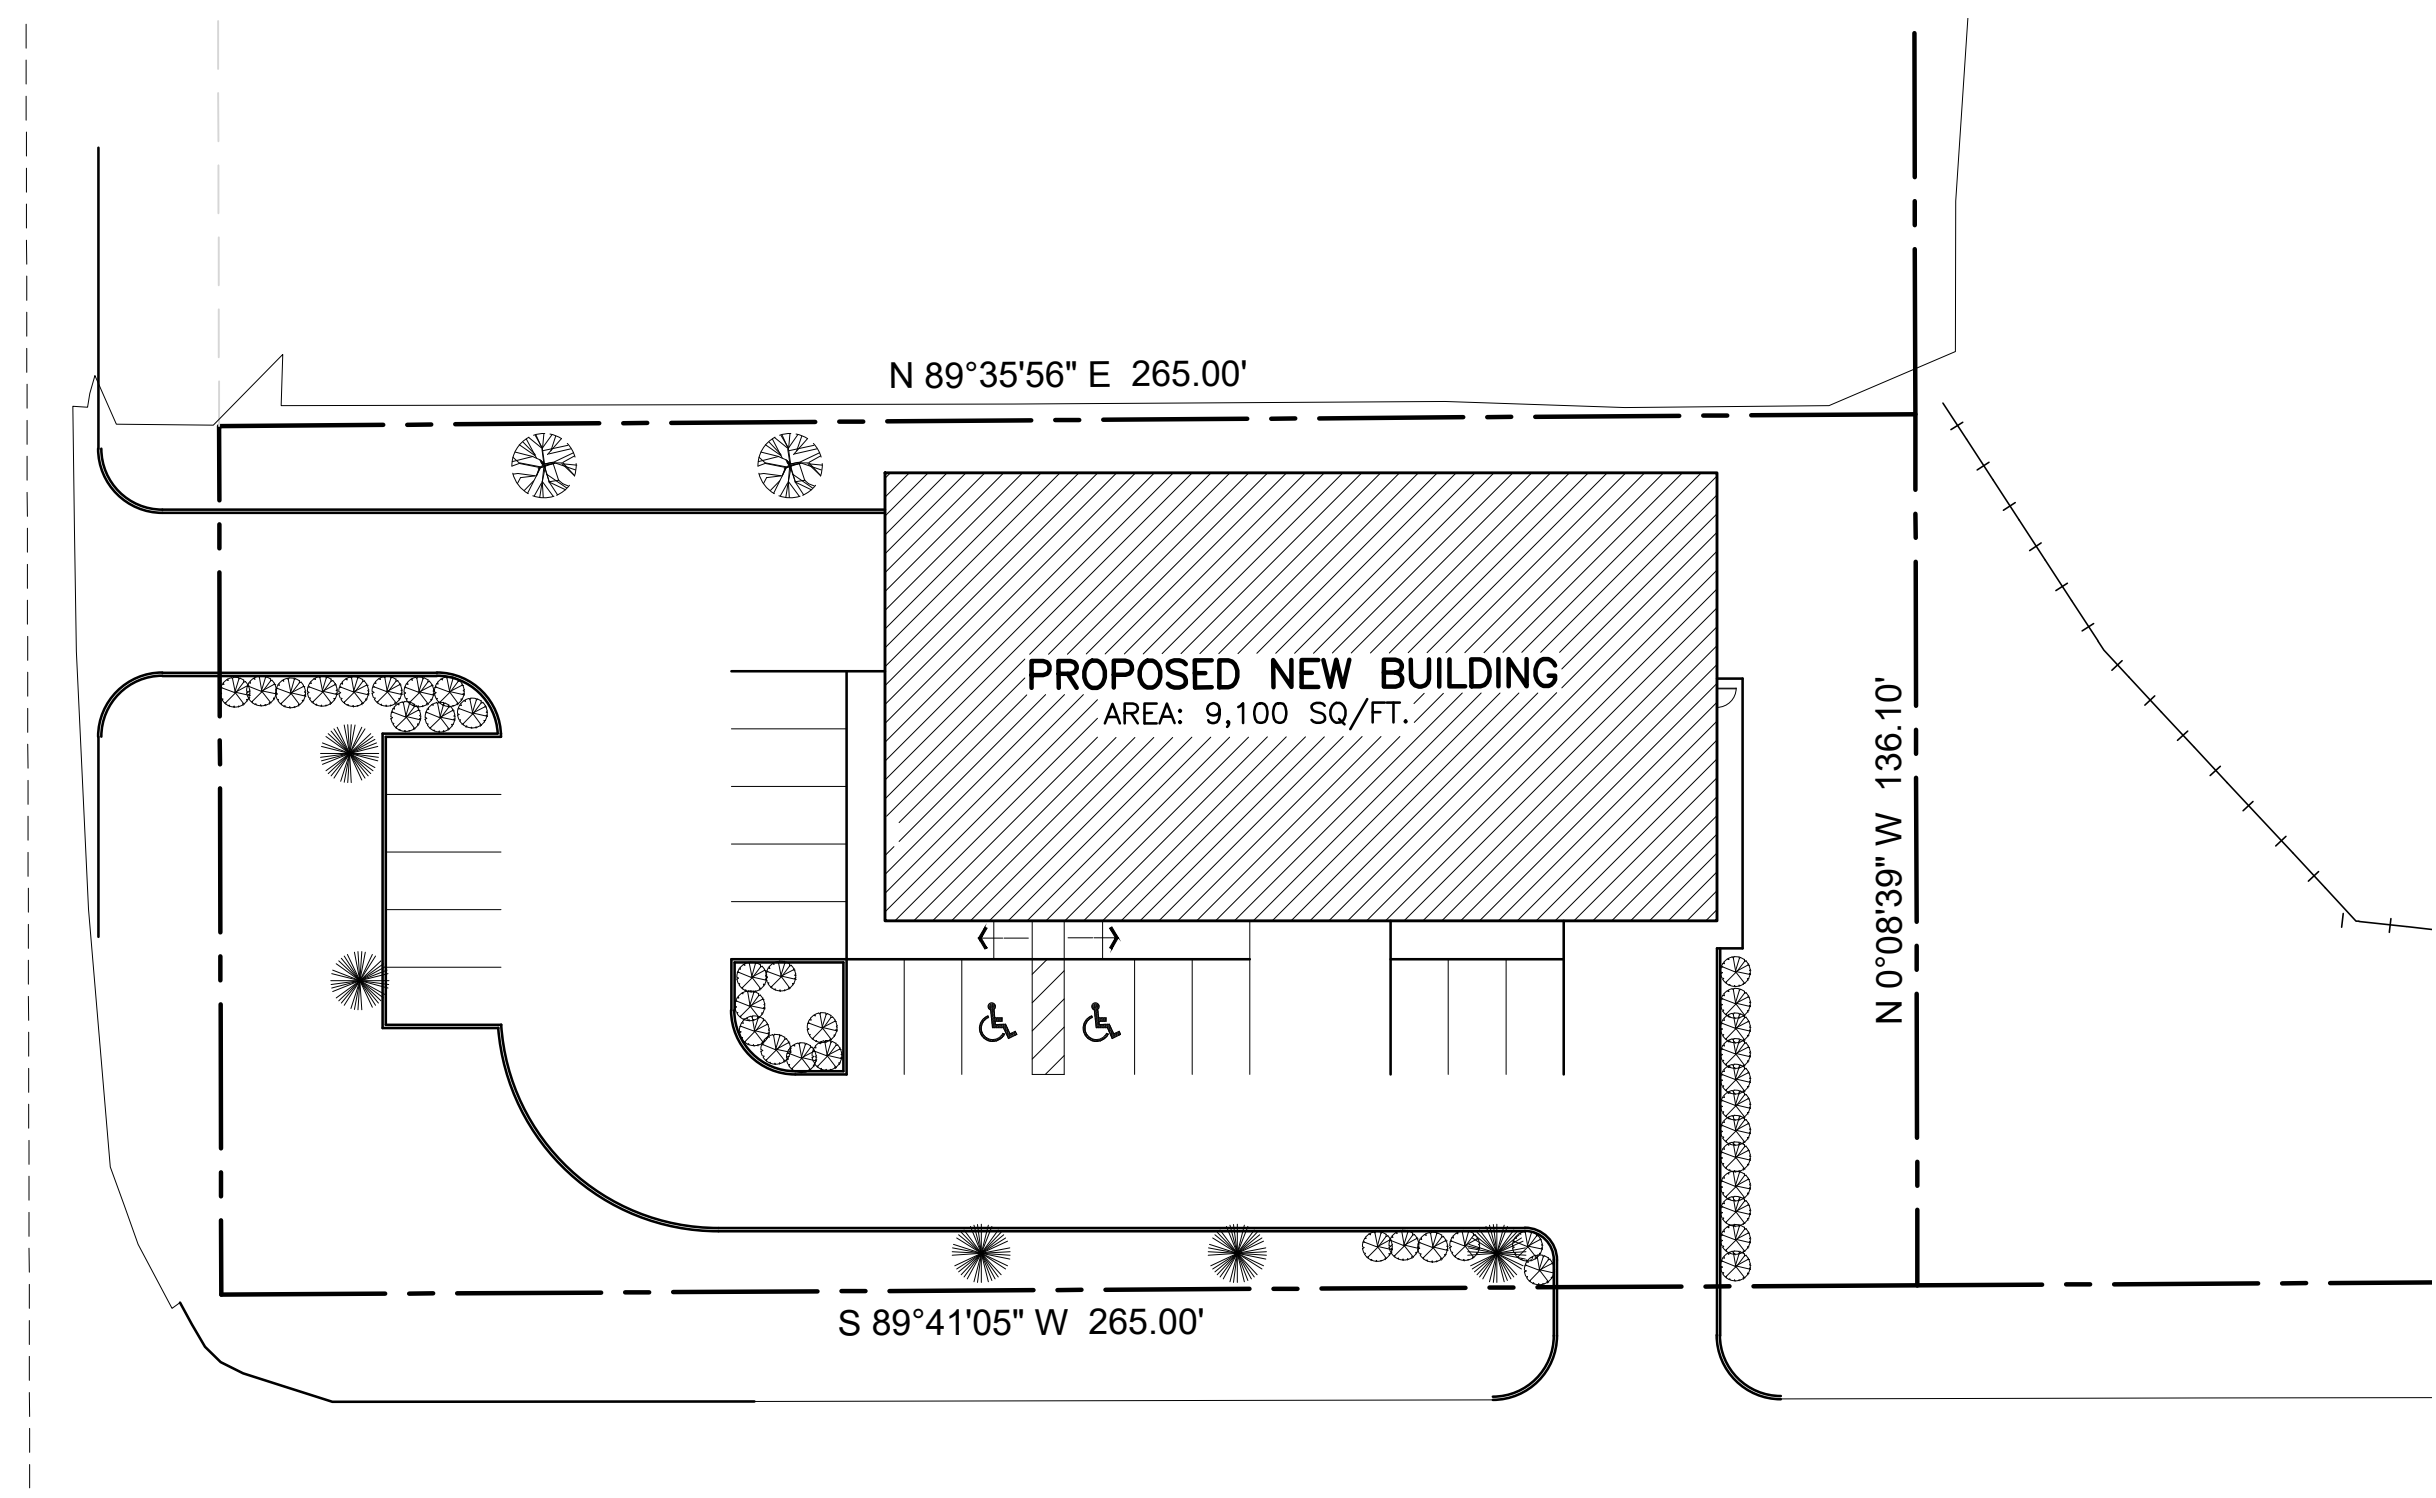 N 89°35'56" E 265.00'
PROPOSED NEW BUILDING
AREA: 9,100 SQ/FT.
N 0°08'39" W 136.10'
S 89°41'05" W 265.00'